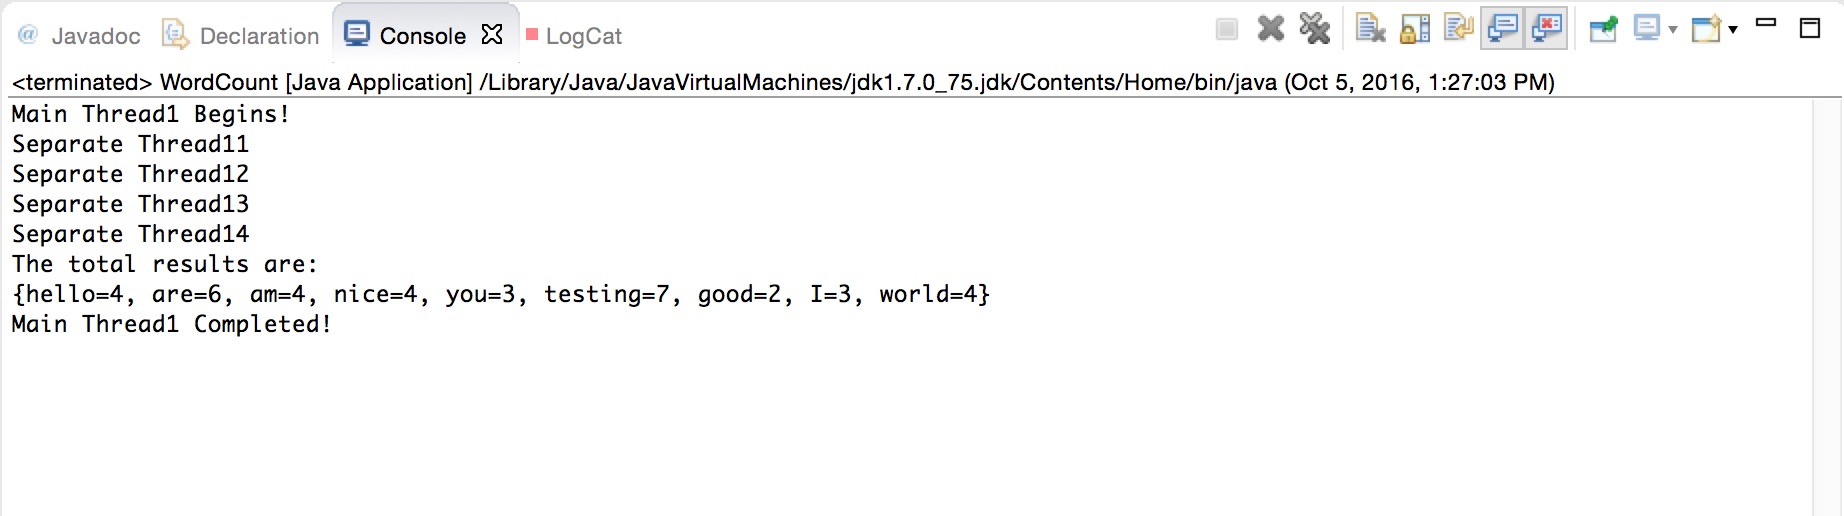 @ Javadoc Declaration Console LogCat
<terminated> WordCount [Java Application] /Library/Java/JavaVirtualMachines/jdk1.7.0_75.jdk/Contents/Home/bin/java (Oct 5, 2016, 1:27:03 PM)
Main Thread1 Begins!
Separate Thread11
Separate Thread12
Separate Thread13
Separate Thread14
The total results are:
{hello=4, are=6, am=4, nice=4, you=3, testing=7, good=2, I=3, world=4}
Main Thread1 Completed!